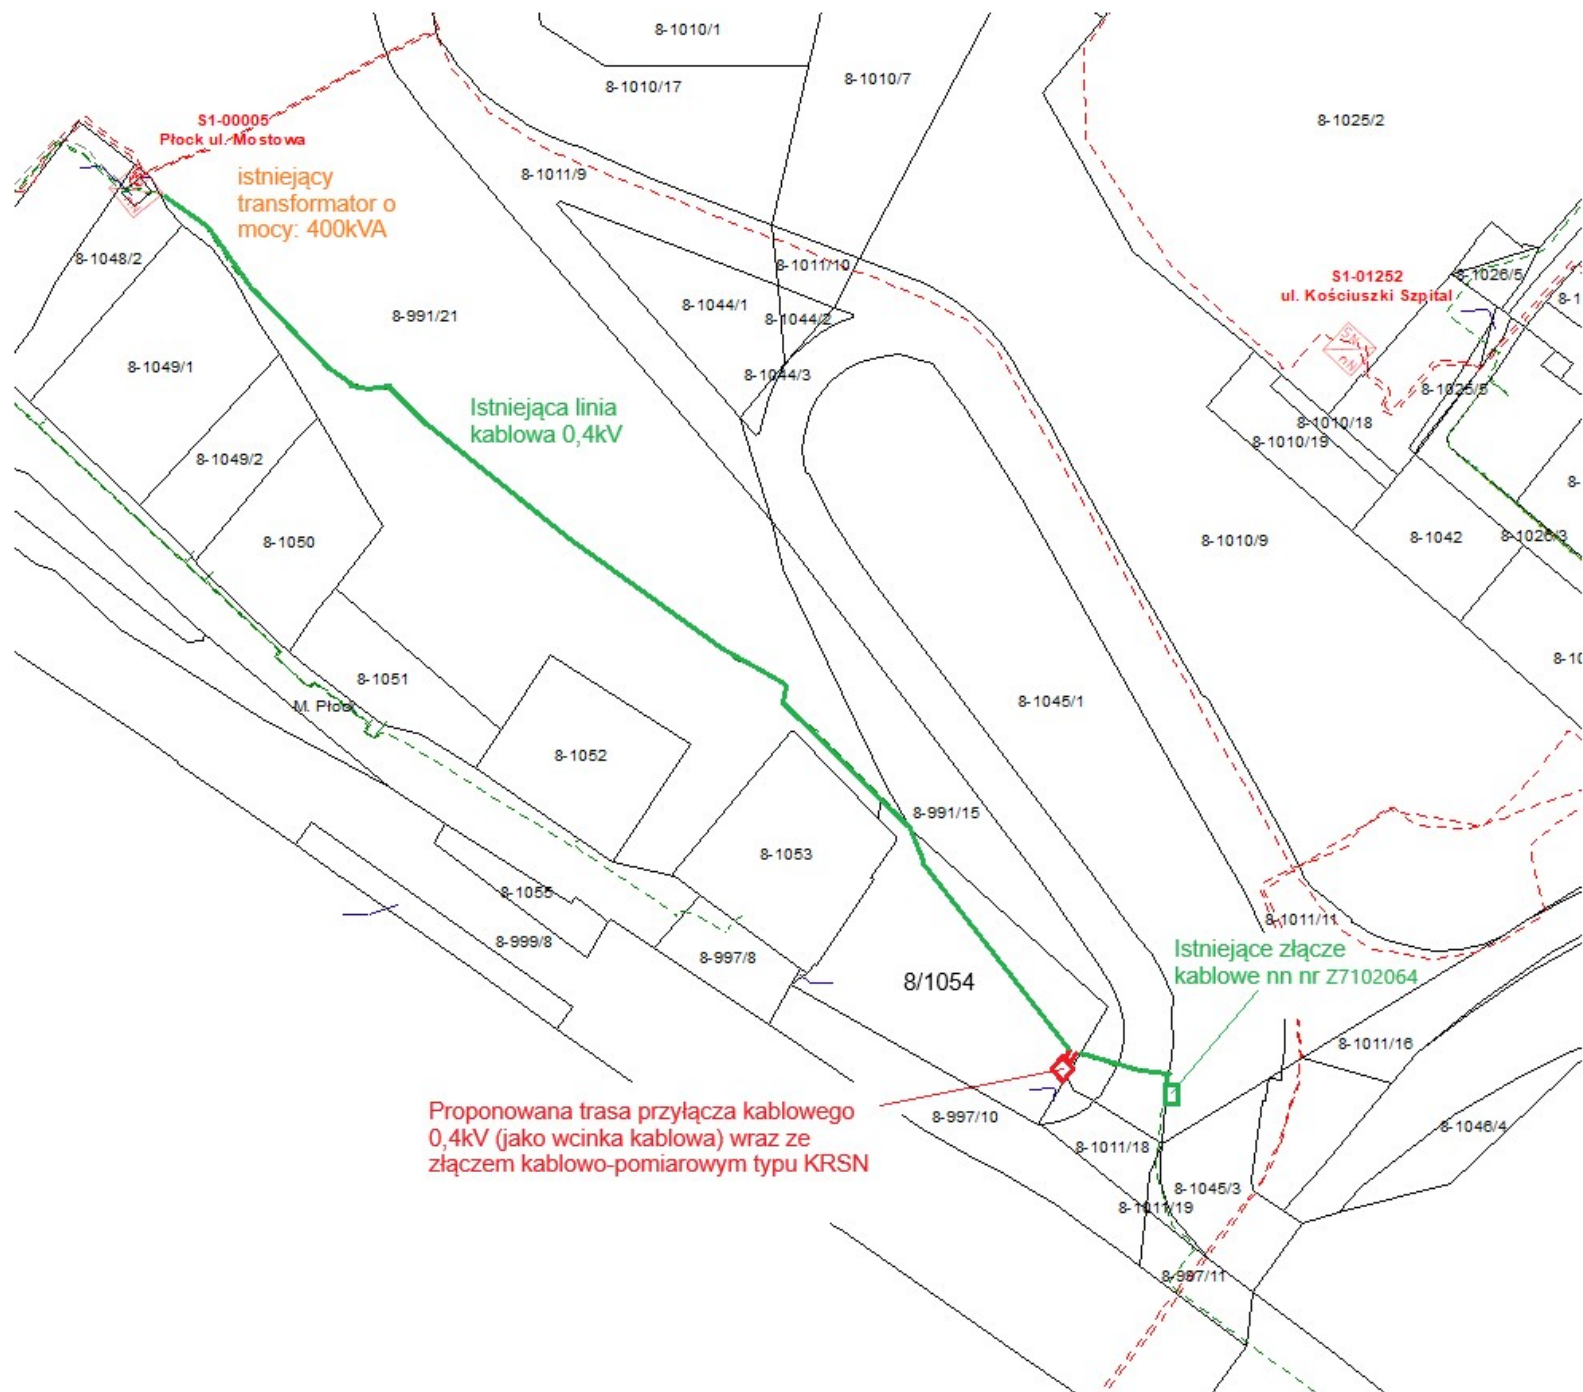 8-1010/1
8-1010/7
8-1010/17
8-1025/2
S1-00005
Płock ul. Mostowa
istniejący
transformator o
mocy: 400kVA
8-1011/9
8-1048/2
8-1011/10
8-1026/5
S1-01252
ul. Kościuszki Szpital
8-1
8-1044/1
8-1044/2
8-991/21
SN
nN
8-1049/1
8-1044/3
8-1025/5
Istniejąca linia
kablowa 0,4kV
8-1010/18
8-1010/19
8-1049/2
8-
8-1050
8-1010/9
8-1042
8-1026/3
8-10
8-1051
M. Płock
8-1045/1
8-1052
8-991/15
8-1053
8-1055
8-1011/11
8-999/8
8-997/8
Istniejące złącze
kablowe nn nr Z7102064
8/1054
8-1011/16
Proponowana trasa przyłącza kablowego
0,4kV (jako wcinka kablowa) wraz ze
złączem kablowo-pomiarowym typu KRSN
8-997/10
8-1046/4
8-1011/18
8-1045/3
8-1011/19
8-997/11